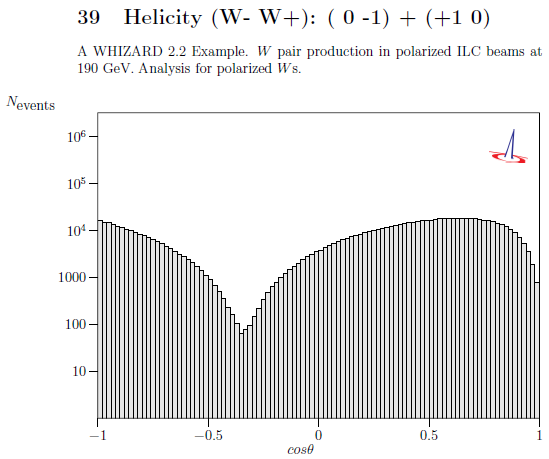 39 Helicity (W- W+): ( 0 -1) + (+1 0)
A WHIZARD 2.2 Example. W pair production in polarized ILC beams at
190 GeV. Analysis for polarized Ws.
Nevents
10⁶
10⁵
10⁴
1000
100
10
−1 −0.5 0 0.5 1
cosθ